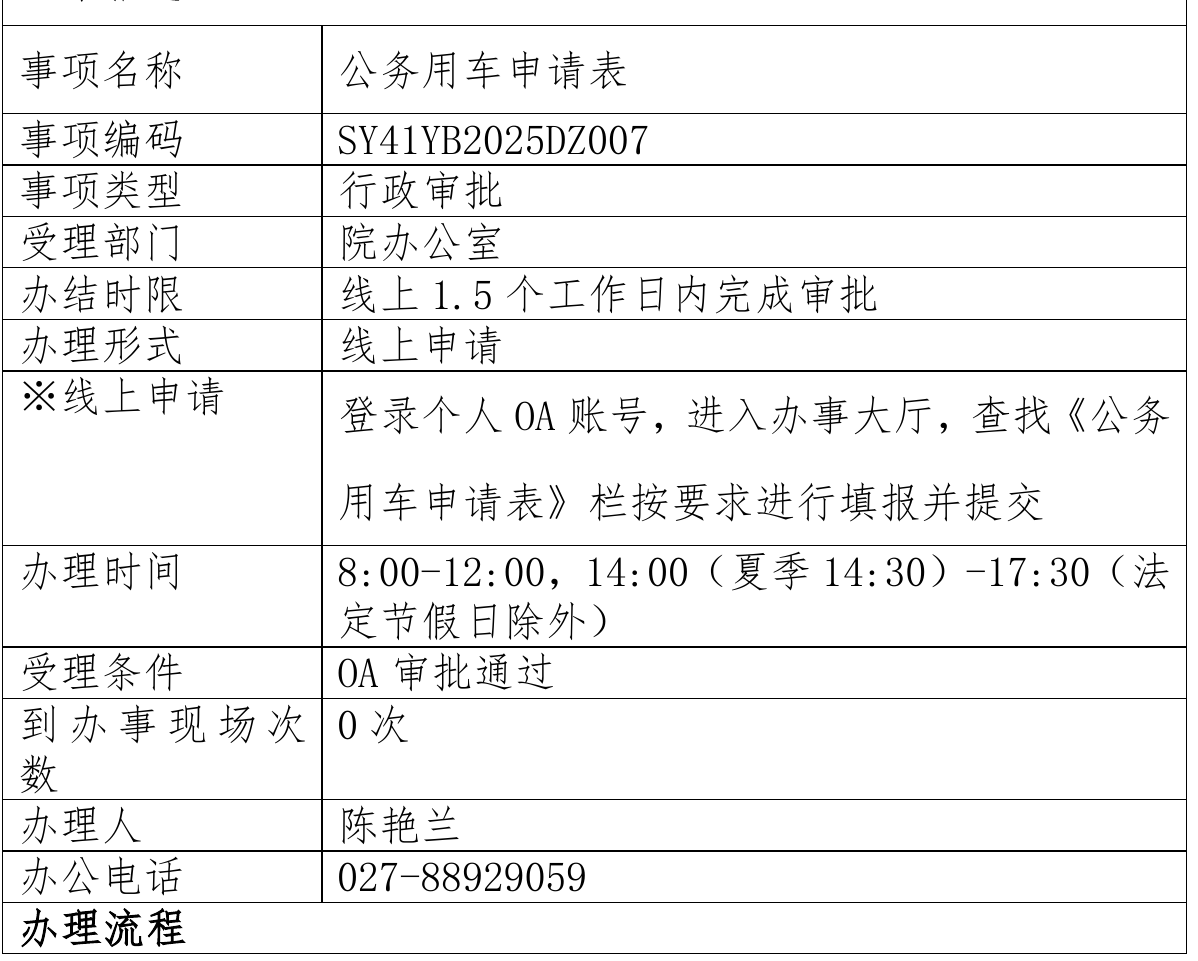 事项名称 公务用车申请表
事项编码 SY41YB2025DZ007
事项类型 行政审批
受理部门 院办公室
办结时限 线上1.5个工作日内完成审批
办理形式 线上申请
※线上申请 登录个人OA账号，进入办事大厅，查找《公务
用车申请表》栏按要求进行填报并提交
办理时间 8:00-12:00，14:00（夏季14:30）-17:30（法
定节假日除外）
受理条件 OA审批通过
到办事现场次 0次
数
办理人 陈艳兰
办公电话 027-88929059
办理流程